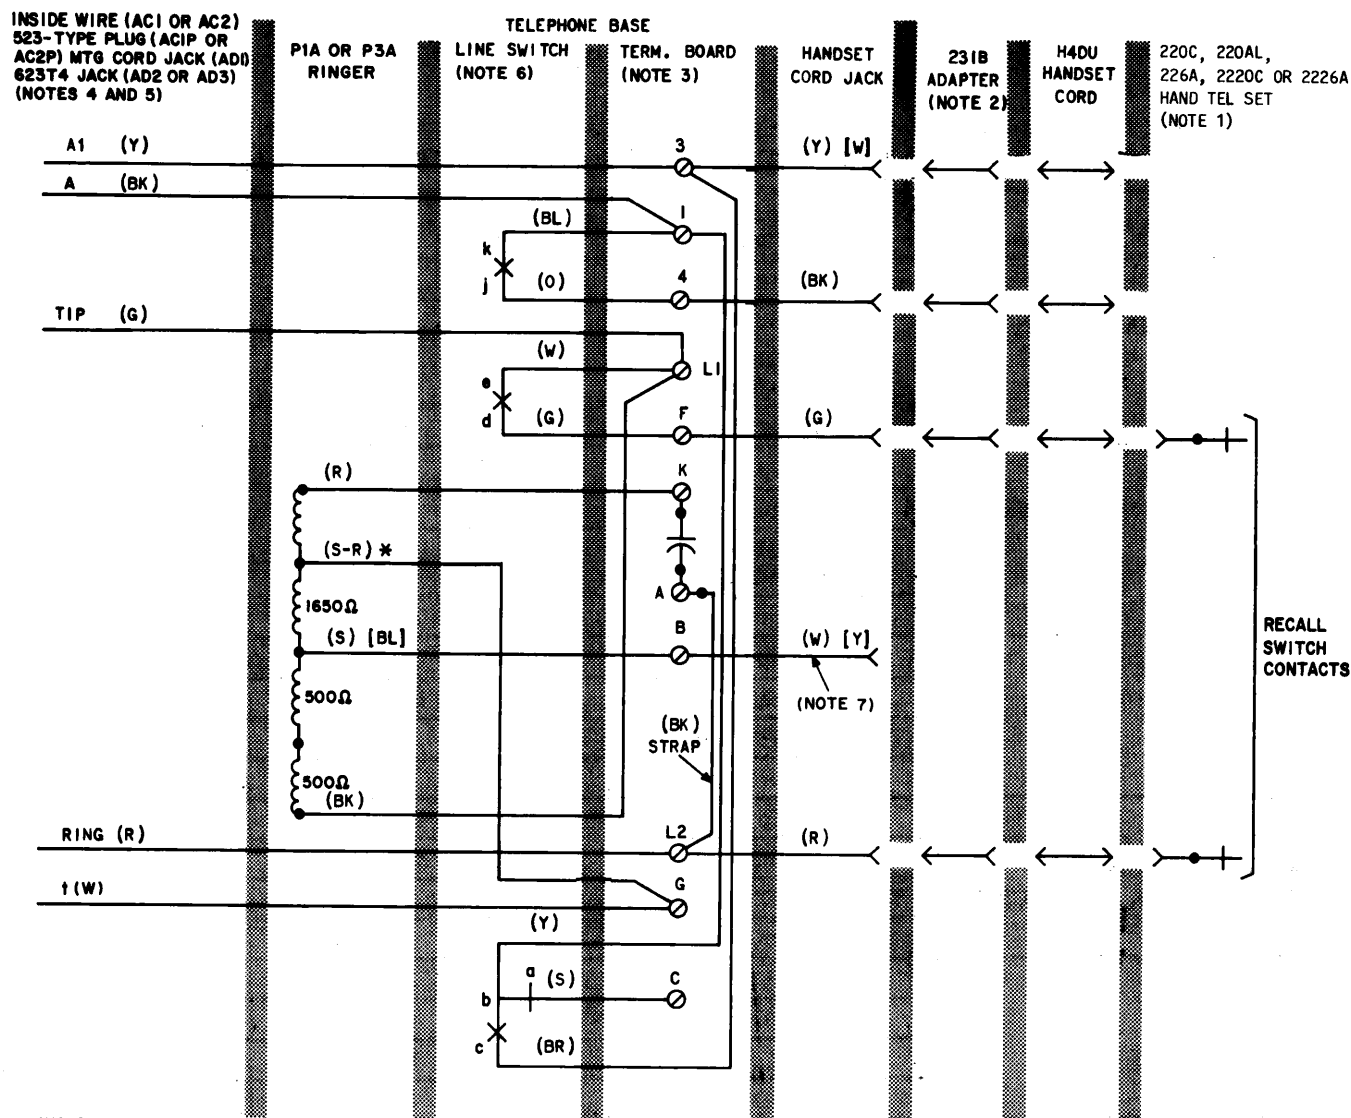 INSIDE WIRE (AC1 OR AC2)
523-TYPE PLUG (AC1P OR
AC2P) MTG CORD JACK (AD1)
623T4 JACK (AD2 OR AD3)
(NOTES 4 AND 5)
P1A OR P3A
RINGER
TELEPHONE BASE
LINE SWITCH
(NOTE 6)
TERM. BOARD
(NOTE 3)
HANDSET
CORD JACK
231B
ADAPTER
(NOTE 2)
H4DU
HANDSET
CORD
220C, 220AL,
226A, 2220C OR 2226A
HAND TEL SET
(NOTE 1)
A1 (Y)
3
(Y) [W]
A (BK)
(BL)
1
k
j
(O)
4
(BK)
TIP (G)
(W)
L1
e
d
(G)
F
(G)
(R)
K
(S-R) *
A
1650Ω
(S) [BL]
B
(W) [Y]
RECALL
SWITCH
CONTACTS
500Ω
(NOTE 7)
(BK)
STRAP
500Ω
(BK)
RING (R)
L2
(R)
t (W)
G
(Y)
a
(S)
C
b
c
(BR)